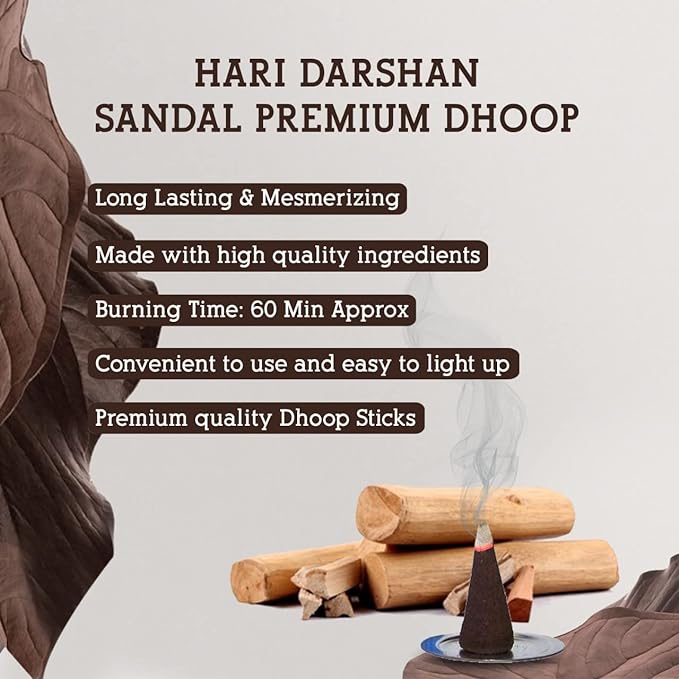 HARI DARSHAN
SANDAL PREMIUM DHOOP
Long Lasting & Mesmerizing
Made with high quality ingredients
Burning Time: 60 Min Approx
Convenient to use and easy to light up
Premium quality Dhoop Sticks